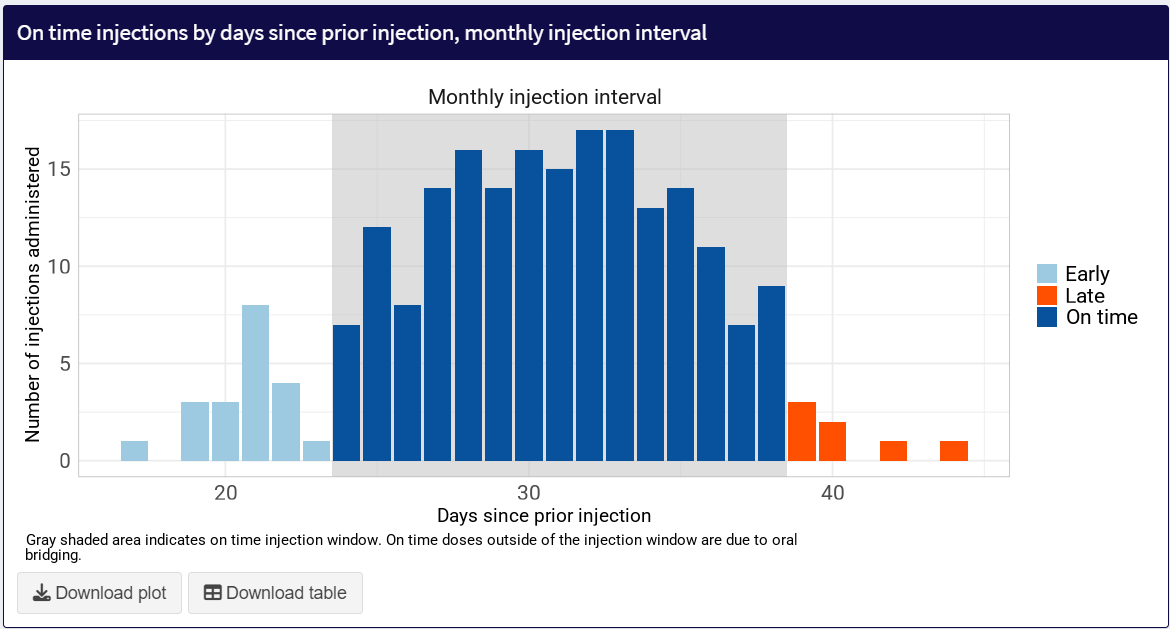 On time injections by days since prior injection, monthly injection interval
Monthly injection interval
Number of injections administered
15
10
5
0
20
30
40
Days since prior injection
Early
Late
On time
Gray shaded area indicates on time injection window. On time doses outside of the injection window are due to oral
bridging.
Download plot
Download table